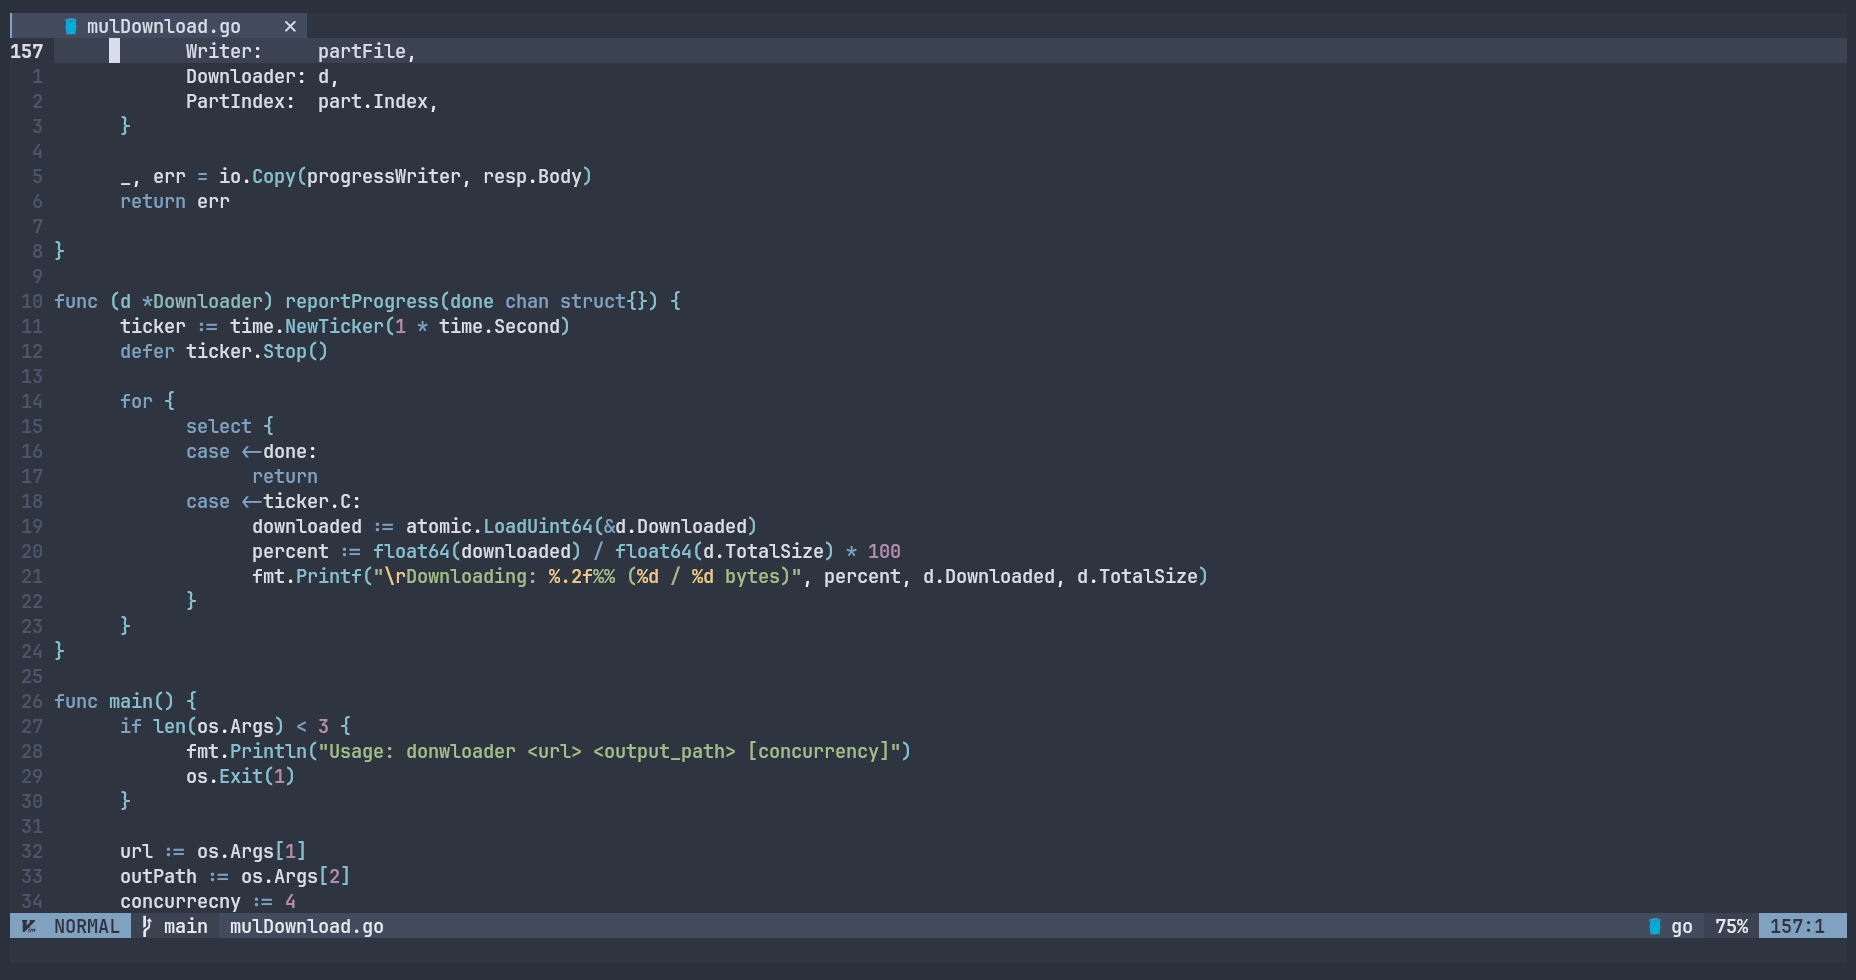 mulDownload.go ✕
157 Writer: partFile,
1 Downloader: d,
2 PartIndex: part.Index,
3 }
4
5 _, err = io.Copy(progressWriter, resp.Body)
6 return err
7
8 }
9
10 func (d *Downloader) reportProgress(done chan struct{}) {
11 ticker := time.NewTicker(1 * time.Second)
12 defer ticker.Stop()
13
14 for {
15 select {
16 case <-done:
17 return
18 case <-ticker.C:
19 downloaded := atomic.LoadUint64(&d.Downloaded)
20 percent := float64(downloaded) / float64(d.TotalSize) * 100
21 fmt.Printf("\rDownloading: %.2f%% (%d / %d bytes)", percent, d.Downloaded, d.TotalSize)
22 }
23 }
24 }
25
26 func main() {
27 if len(os.Args) < 3 {
28 fmt.Println("Usage: donwloader <url> <output_path> [concurrency]")
29 os.Exit(1)
30 }
31
32 url := os.Args[1]
33 outPath := os.Args[2]
34 concurrecny := 4
NORMAL main mulDownload.go go 75% 157:1